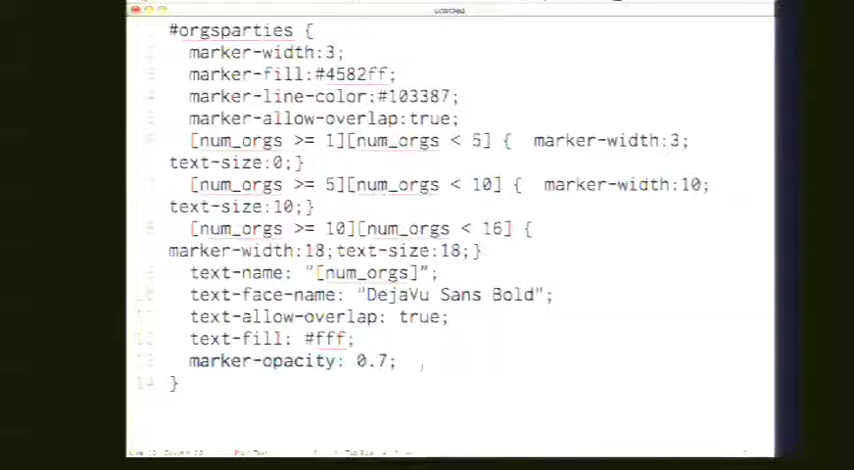 untitled
#orgsparties {
marker-width:3;
marker-fill:#4582ff;
marker-line-color:#103387;
marker-allow-overlap:true;
[num_orgs >= 1][num_orgs < 5] {  marker-width:3;
text-size:0;}
[num_orgs >= 5][num_orgs < 10] {  marker-width:10;
text-size:10;}
[num_orgs >= 10][num_orgs < 16] {
marker-width:18;text-size:18;}
text-name: "[num_orgs]";
text-face-name: "DejaVu Sans Bold";
text-allow-overlap: true;
text-fill: #fff;
marker-opacity: 0.7;
14 }